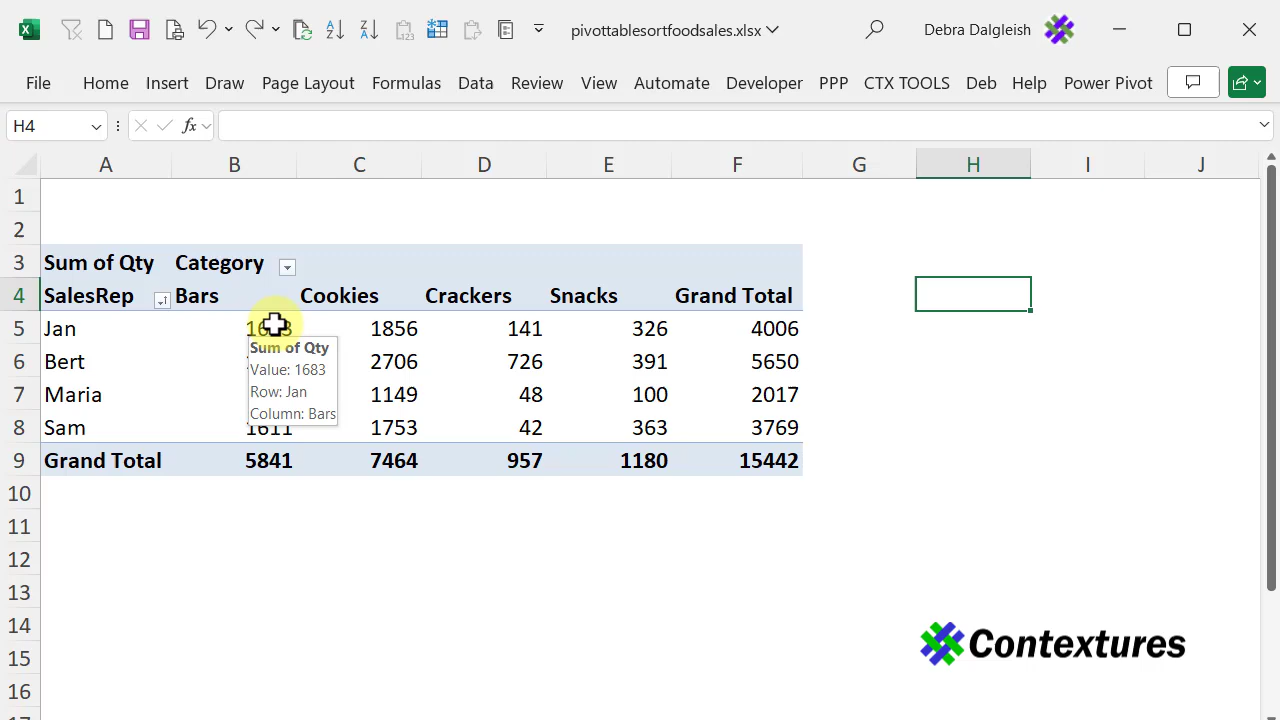 pivottablesortfoodsales.xlsx
Debra Dalgleish
File Home Insert Draw Page Layout Formulas Data Review View Automate Developer PPP CTX TOOLS Deb Help Power Pivot
H4 fx
A B C D E F G H I J
1
2
3 Sum of Qty Category
4 SalesRep Bars Cookies Crackers Snacks Grand Total
5 Jan 1683 1856 141 326 4006
Sum of Qty
Value: 1683
Row: Jan
Column: Bars
6 Bert 2706 726 391 5650
7 Maria 1149 48 100 2017
8 Sam 1611 1753 42 363 3769
9 Grand Total 5841 7464 957 1180 15442
10
11
12
13
14
15
16
17
Contextures